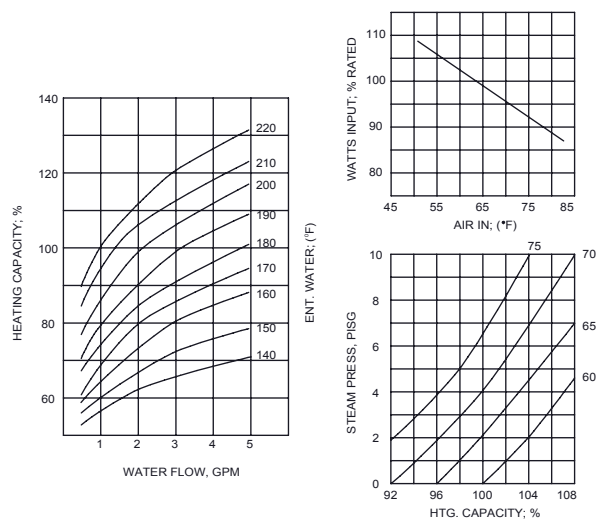 140
120
100
80
60
HEATING CAPACITY; %
220
210
200
190
180
170
160
150
140
ENT. WATER; (°F)
1 2 3 4 5
WATER FLOW, GPM
110
100
90
80
WATTS INPUT; % RATED
45 55 65 75 85
AIR IN; (°F)
10
8
6
4
2
0
STEAM PRESS, PISG
75
70
65
60
92 96 100 104 108
HTG. CAPACITY; %